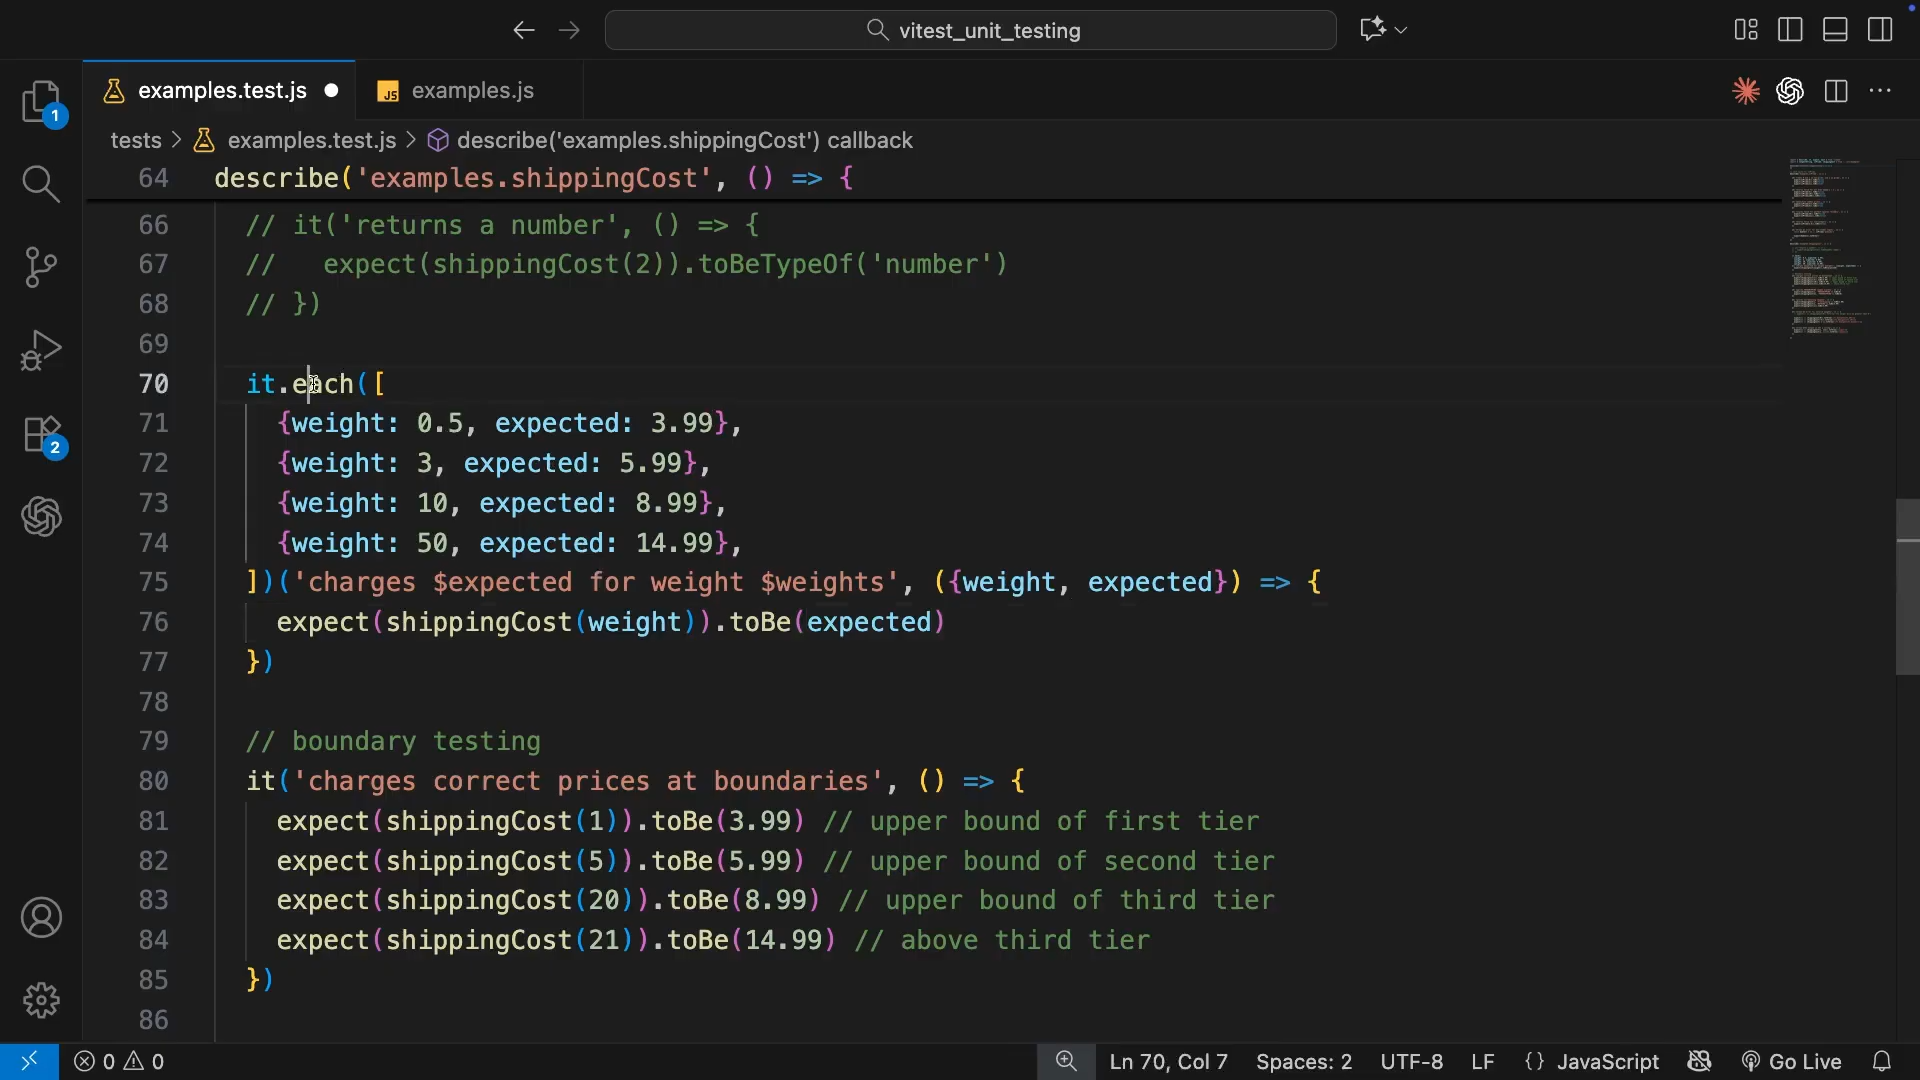 vitest_unit_testing
examples.test.js
JS examples.js
tests > examples.test.js > describe('examples.shippingCost') callback
64 describe('examples.shippingCost', () => {
66 // it('returns a number', () => {
67 //   expect(shippingCost(2)).toBeTypeOf('number')
68 // })
69
70 it.each([
71 {weight: 0.5, expected: 3.99},
72 {weight: 3, expected: 5.99},
73 {weight: 10, expected: 8.99},
74 {weight: 50, expected: 14.99},
75 ])('charges $expected for weight $weights', ({weight, expected}) => {
76 expect(shippingCost(weight)).toBe(expected)
77 })
78
79 // boundary testing
80 it('charges correct prices at boundaries', () => {
81 expect(shippingCost(1)).toBe(3.99) // upper bound of first tier
82 expect(shippingCost(5)).toBe(5.99) // upper bound of second tier
83 expect(shippingCost(20)).toBe(8.99) // upper bound of third tier
84 expect(shippingCost(21)).toBe(14.99) // above third tier
85 })
86
1
2
0 0 Ln 70, Col 7 Spaces: 2 UTF-8 LF {} JavaScript Go Live